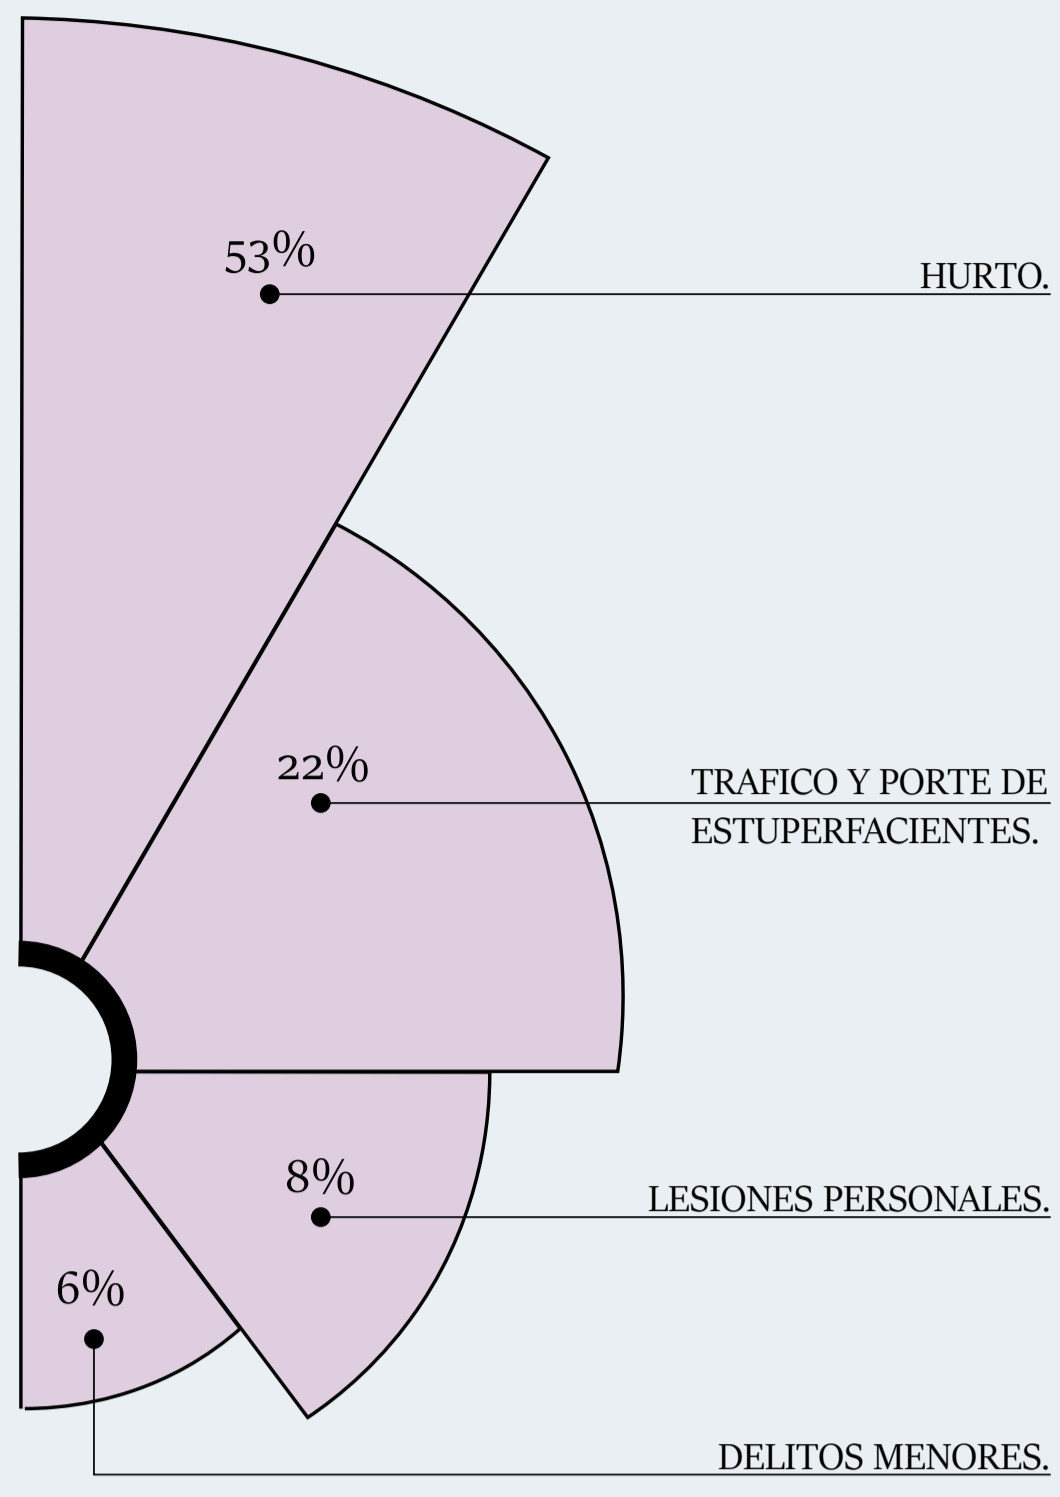 53%
HURTO.
22%
TRAFICO Y PORTE DE
ESTUPERFACIENTES.
8%
LESIONES PERSONALES.
6%
DELITOS MENORES.